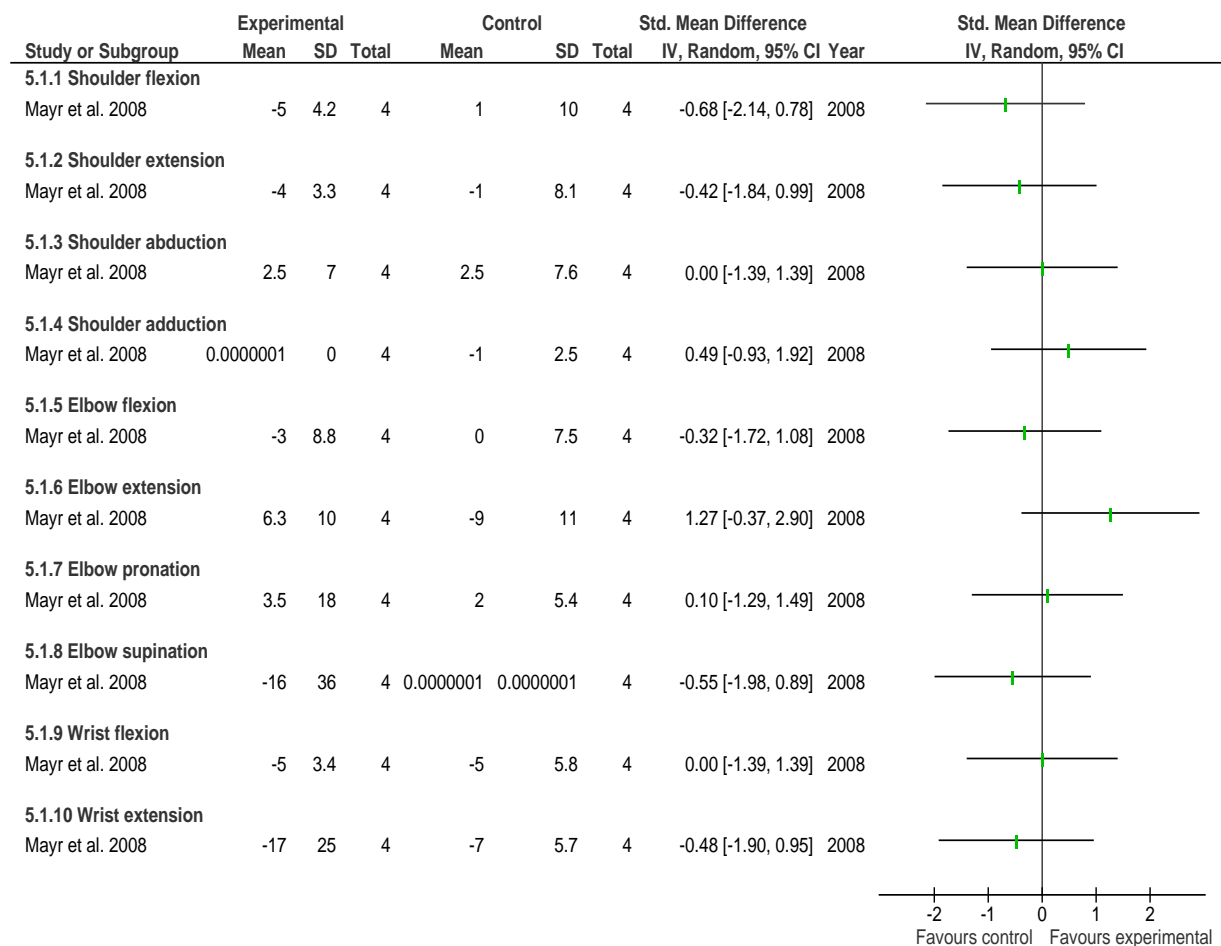 Experimental Control Std. Mean Difference Std. Mean Difference
Study or Subgroup Mean SD Total Mean SD Total IV, Random, 95% CI Year IV, Random, 95% CI
5.1.1 Shoulder flexion
Mayr et al. 2008 -5 4.2 4 1 10 4 -0.68 [-2.14, 0.78] 2008
5.1.2 Shoulder extension
Mayr et al. 2008 -4 3.3 4 -1 8.1 4 -0.42 [-1.84, 0.99] 2008
5.1.3 Shoulder abduction
Mayr et al. 2008 2.5 7 4 2.5 7.6 4 0.00 [-1.39, 1.39] 2008
5.1.4 Shoulder adduction
Mayr et al. 2008 0.0000001 0 4 -1 2.5 4 0.49 [-0.93, 1.92] 2008
5.1.5 Elbow flexion
Mayr et al. 2008 -3 8.8 4 0 7.5 4 -0.32 [-1.72, 1.08] 2008
5.1.6 Elbow extension
Mayr et al. 2008 6.3 10 4 -9 11 4 1.27 [-0.37, 2.90] 2008
5.1.7 Elbow pronation
Mayr et al. 2008 3.5 18 4 2 5.4 4 0.10 [-1.29, 1.49] 2008
5.1.8 Elbow supination
Mayr et al. 2008 -16 36 4 0.0000001 0.0000001 4 -0.55 [-1.98, 0.89] 2008
5.1.9 Wrist flexion
Mayr et al. 2008 -5 3.4 4 -5 5.8 4 0.00 [-1.39, 1.39] 2008
5.1.10 Wrist extension
Mayr et al. 2008 -17 25 4 -7 5.7 4 -0.48 [-1.90, 0.95] 2008
-2 -1 0 1 2
Favours control Favours experimental